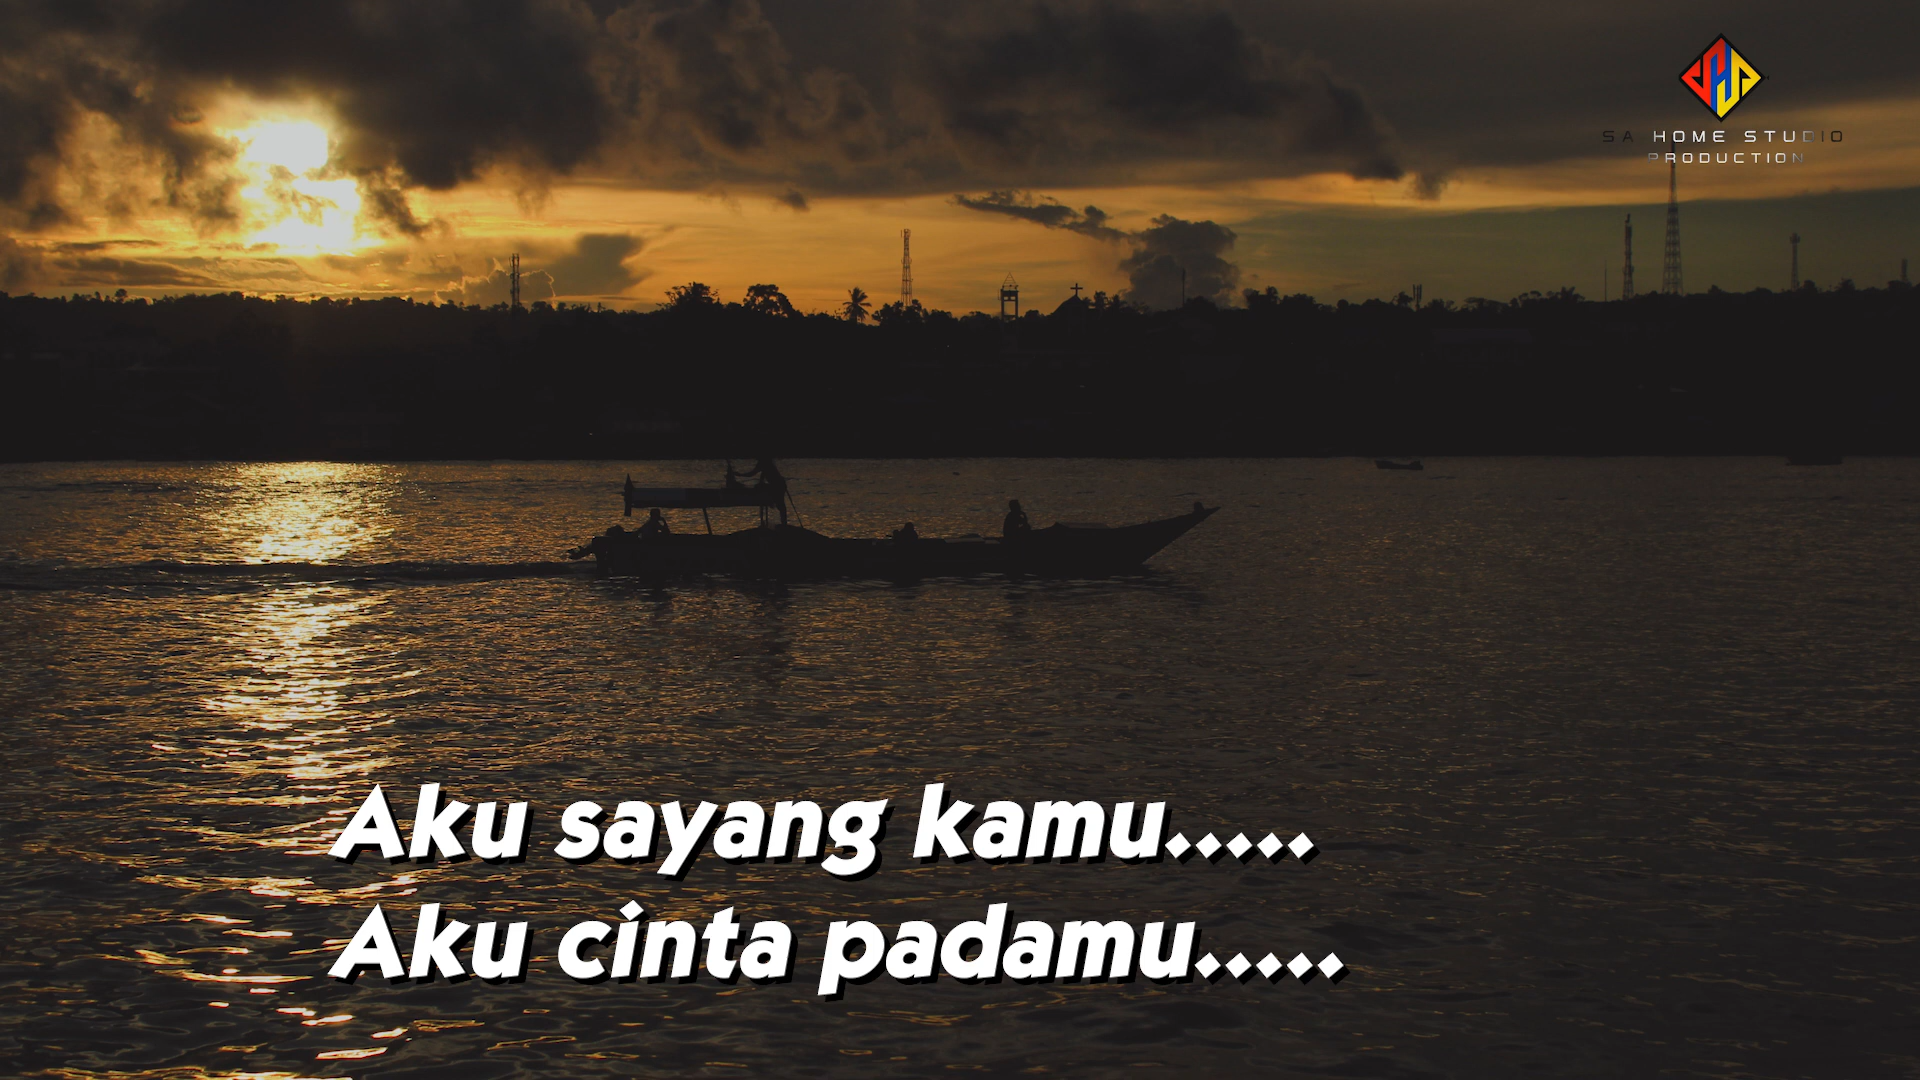 SA HOME STUDIO
PRODUCTION
Aku sayang kamu.....
Aku cinta padamu.....